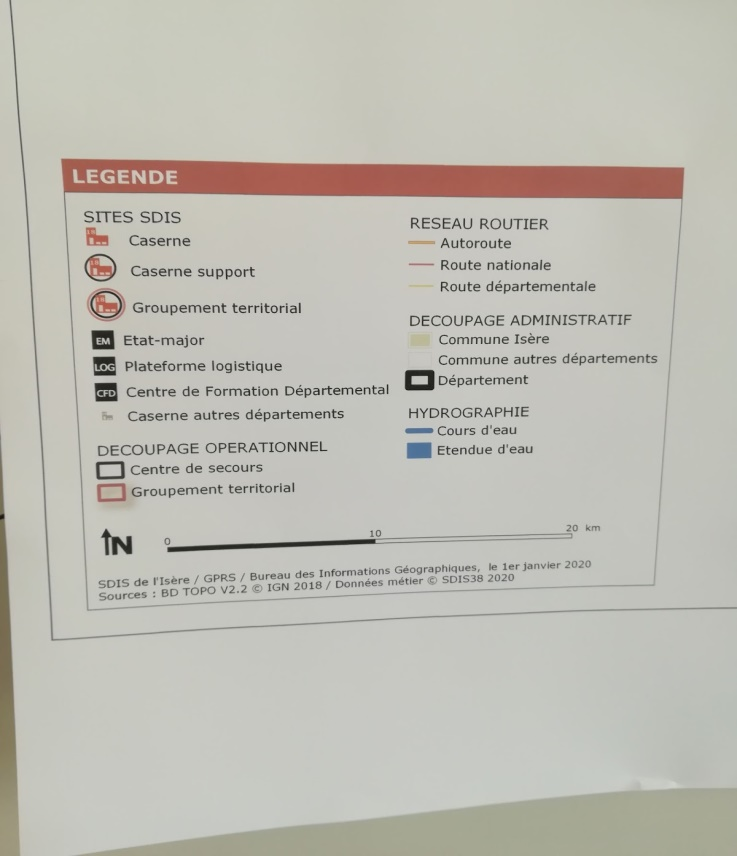 LEGENDE
SITES SDIS
Caserne
Caserne support
Groupement territorial
EM Etat-major
LOG Plateforme logistique
CFD Centre de Formation Départemental
Caserne autres départements
DECOUPAGE OPERATIONNEL
Centre de secours
Groupement territorial
RESEAU ROUTIER
Autoroute
Route nationale
Route départementale
DECOUPAGE ADMINISTRATIF
Commune Isère
Commune autres départements
Département
HYDROGRAPHIE
Cours d'eau
Etendue d'eau
N 0 10 20 km
SDIS de l'Isère / GPRS / Bureau des Informations Géographiques, le 1er janvier 2020
Sources : BD TOPO V2.2 © IGN 2018 / Données métier © SDIS38 2020